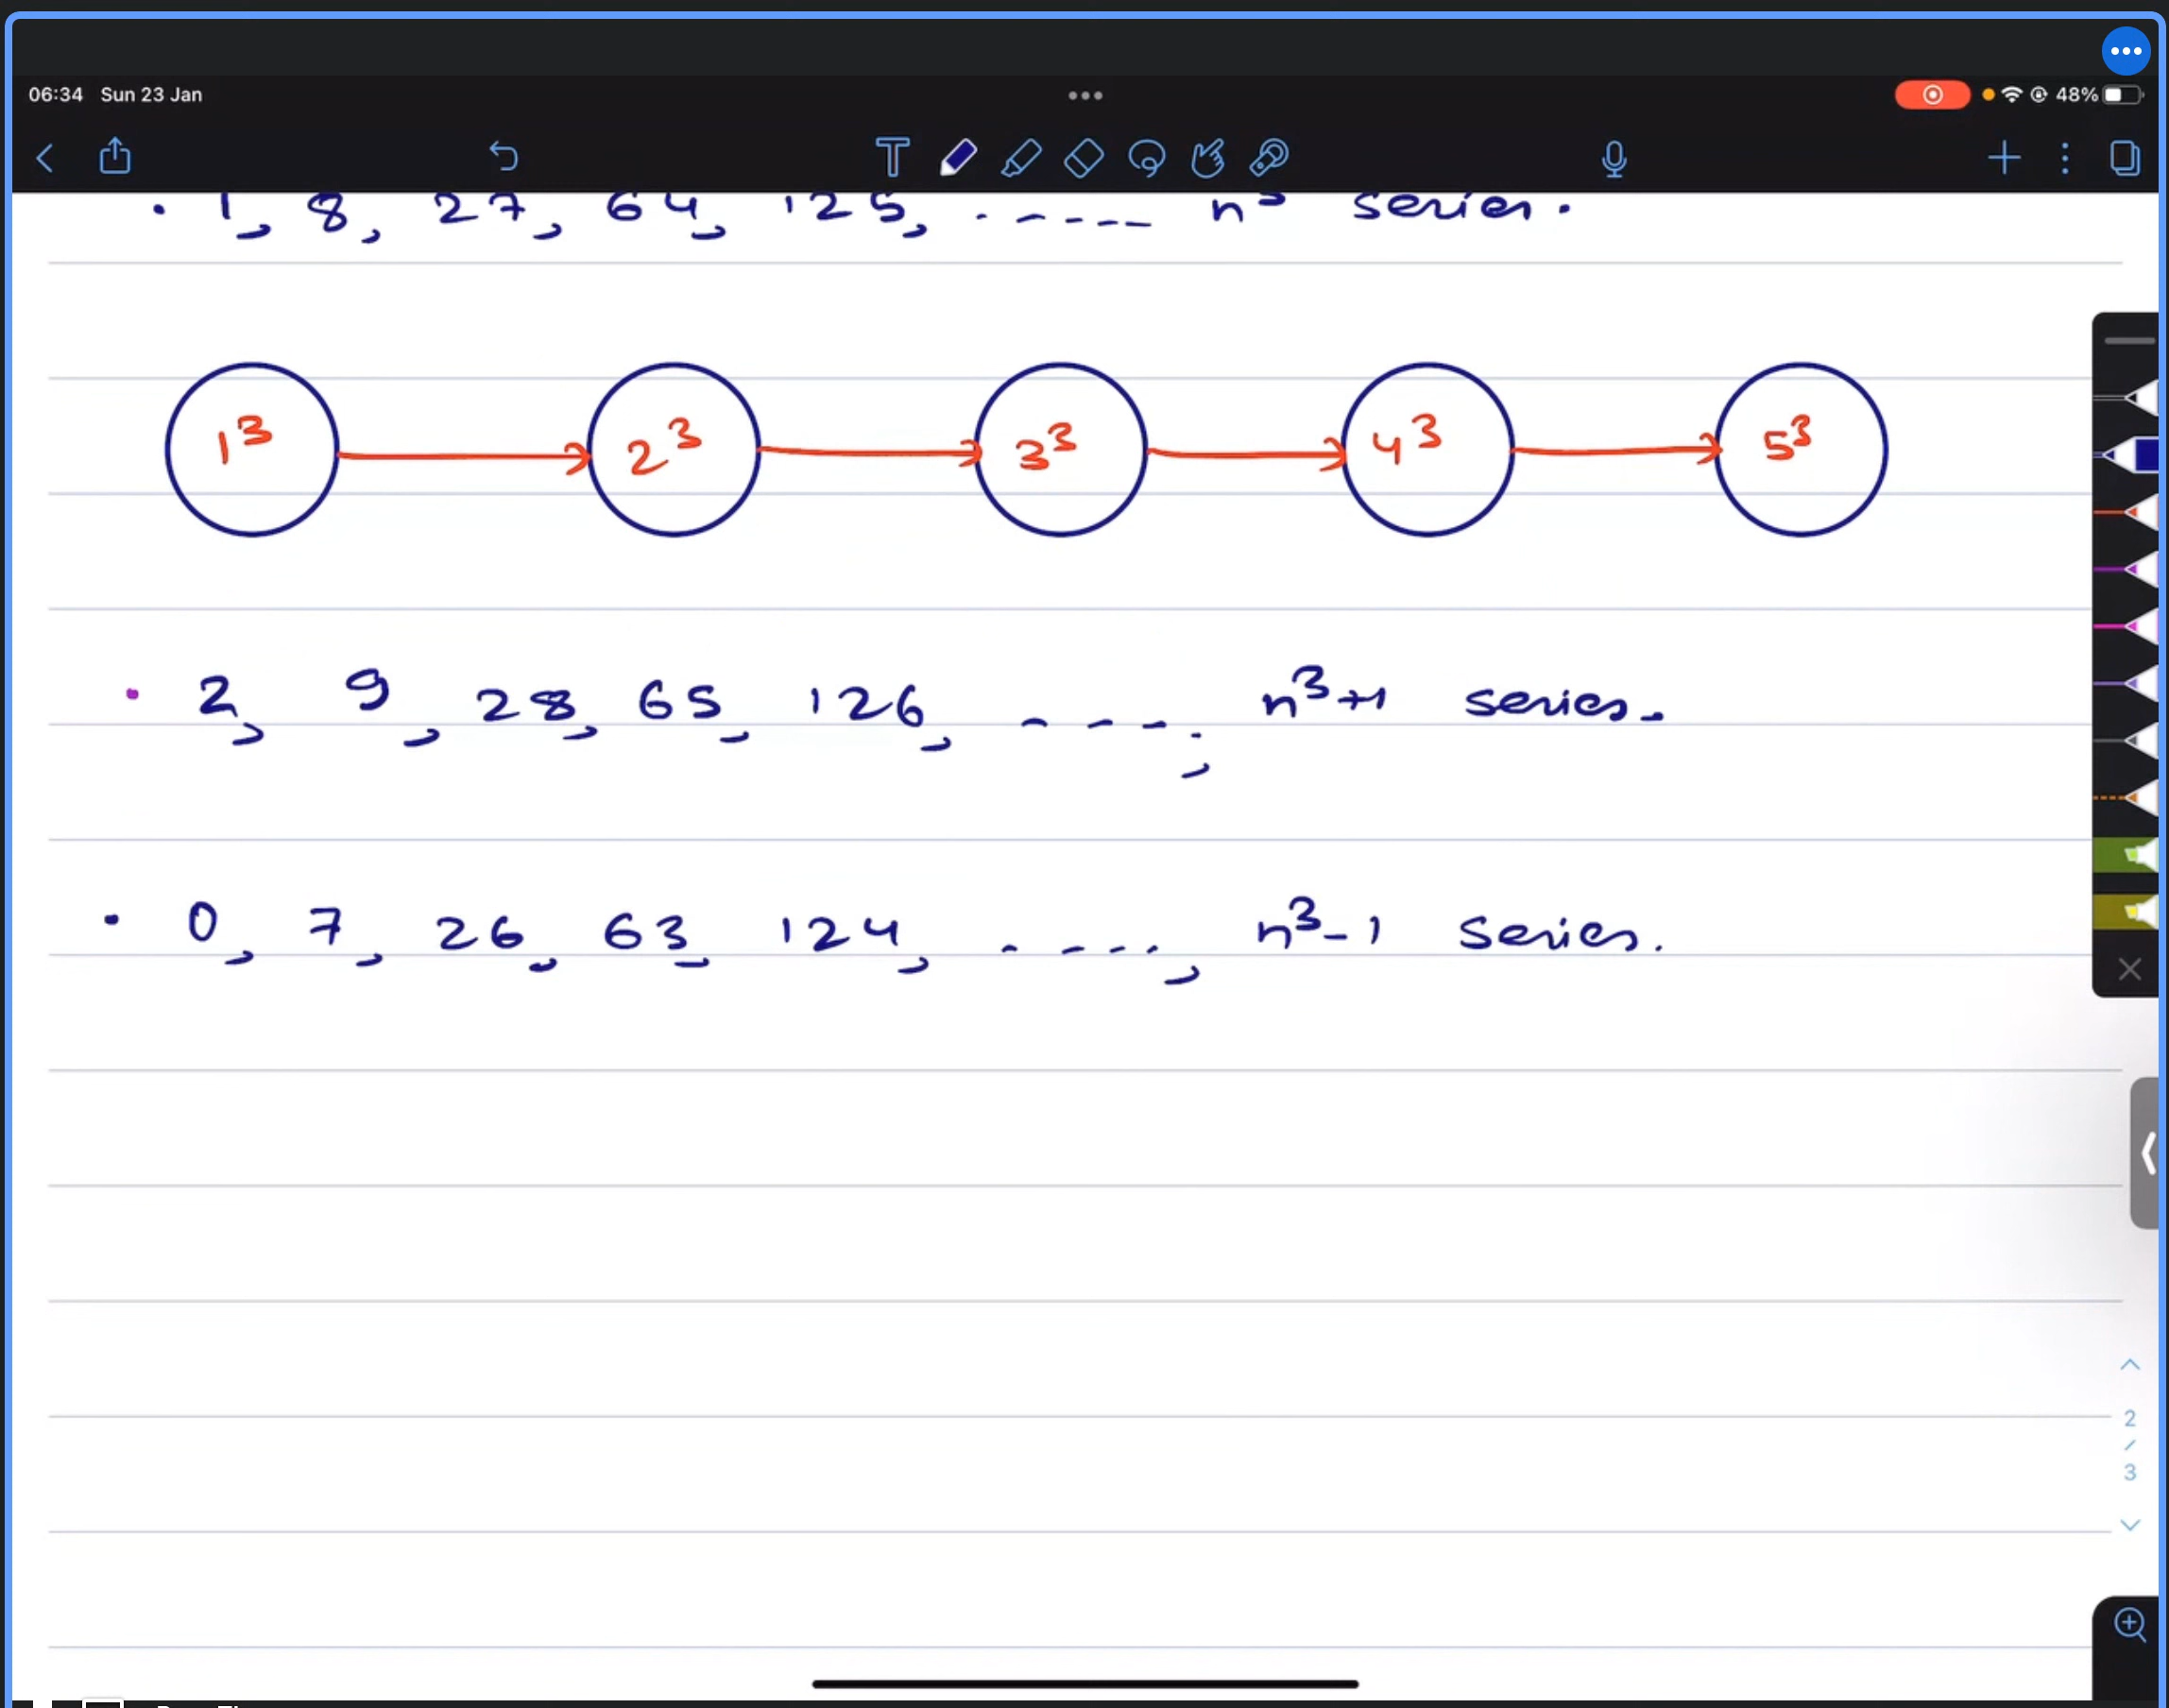 06:34 Sun 23 Jan
48%
T
• 1, 8, 27, 64, 125, ----- n³ series.
1³ → 2³ → 3³ → 4³ → 5³
• 2, 9, 28, 65, 126, - - - -, n³+1 series.
• 0, 7, 26, 63, 124, - - - -, n³-1 series.
2
/
3